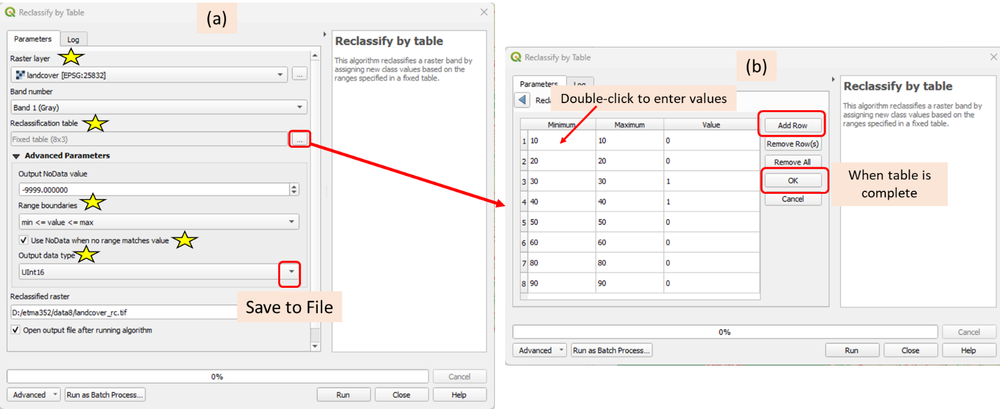 Reclassify by Table
(a)
Parameters
Log
Raster layer
landcover [EPSG:25832]
...
Band number
Band 1 (Gray)
Reclassification table
Fixed table (8x3)
...
Advanced Parameters
Output NoData value
-9999.000000
Range boundaries
min <= value <= max
Use NoData when no range matches value
Output data type
UInt16
Reclassified raster
Save to File
D:/etma352/data8/landcover_rc.tif
Open output file after running algorithm
Reclassify by table
This algorithm reclassifies a raster band by
assigning new class values based on the
ranges specified in a fixed table.
0%
Cancel
Advanced
Run as Batch Process...
Run
Close
Help
Reclassify by Table
(b)
Parameters
Log
Double-click to enter values
Minimum Maximum Value
1 10 10 0
2 20 20 0
3 30 30 1
4 40 40 1
5 50 50 0
6 60 60 0
7 80 80 0
8 90 90 0
Add Row
Remove Row(s)
Remove All
OK
Cancel
When table is
complete
Reclassify by table
This algorithm reclassifies a raster band by
assigning new class values based on the
ranges specified in a fixed table.
0%
Cancel
Advanced
Run as Batch Process...
Run
Close
Help